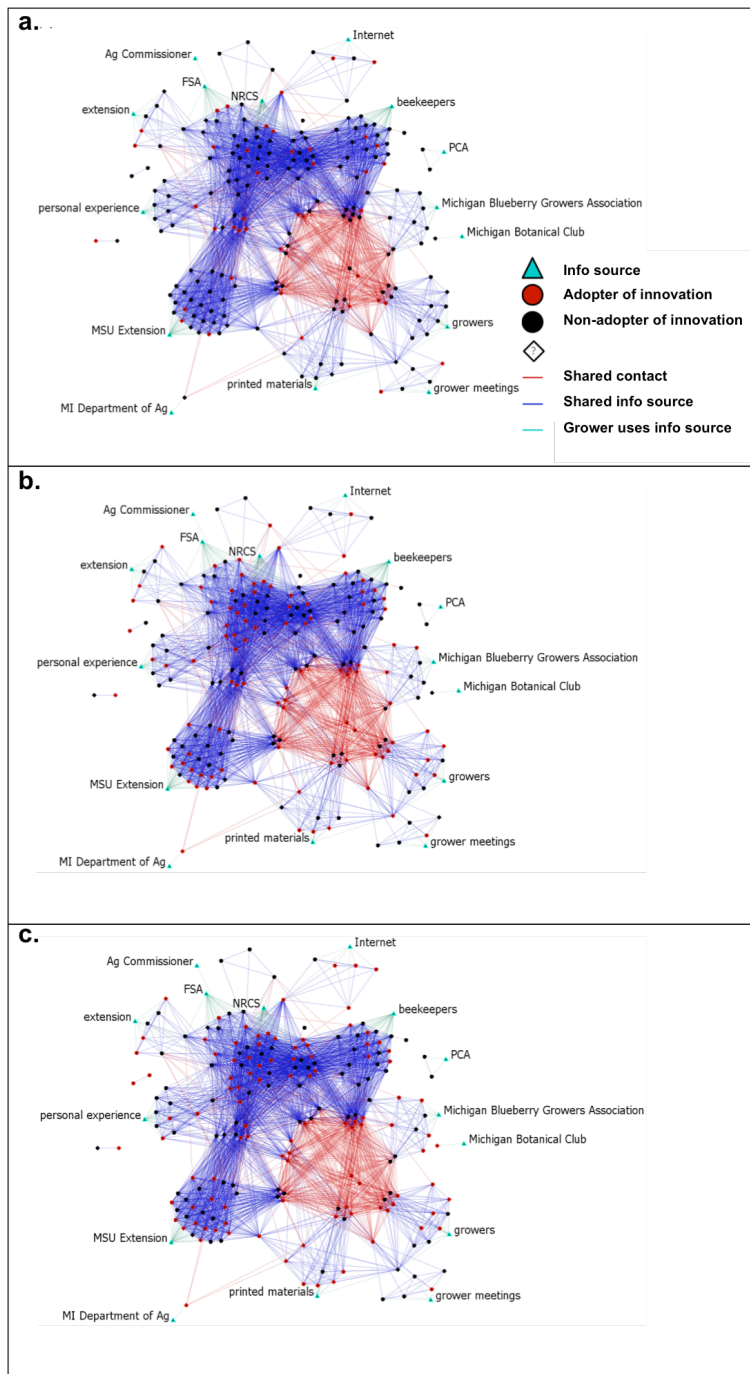 a.
Internet
Ag Commissioner
FSA
NRCS
extension
beekeepers
PCA
personal experience
Michigan Blueberry Growers Association
Michigan Botanical Club
Info source
Adopter of innovation
Non-adopter of innovation
?
MSU Extension
growers
Shared contact
printed materials
grower meetings
Shared info source
MI Department of Ag
Grower uses info source
b.
Internet
Ag Commissioner
FSA
NRCS
extension
beekeepers
PCA
personal experience
Michigan Blueberry Growers Association
Michigan Botanical Club
MSU Extension
growers
printed materials
grower meetings
MI Department of Ag
c.
Internet
Ag Commissioner
FSA
NRCS
extension
beekeepers
PCA
personal experience
Michigan Blueberry Growers Association
Michigan Botanical Club
MSU Extension
growers
printed materials
grower meetings
MI Department of Ag